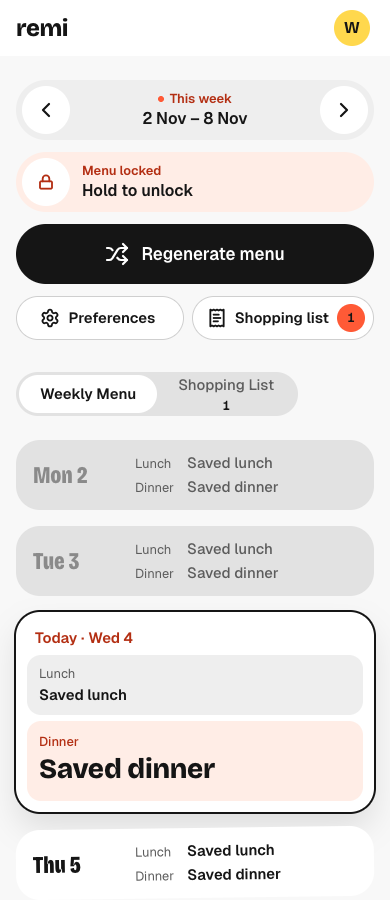 remi
W
This week
2 Nov – 8 Nov
Menu locked
Hold to unlock
Regenerate menu
Preferences
Shopping list 1
Weekly Menu
Shopping List
1
Mon 2
Lunch Saved lunch
Dinner Saved dinner
Tue 3
Lunch Saved lunch
Dinner Saved dinner
Today · Wed 4
Lunch
Saved lunch
Dinner
Saved dinner
Thu 5
Lunch Saved lunch
Dinner Saved dinner